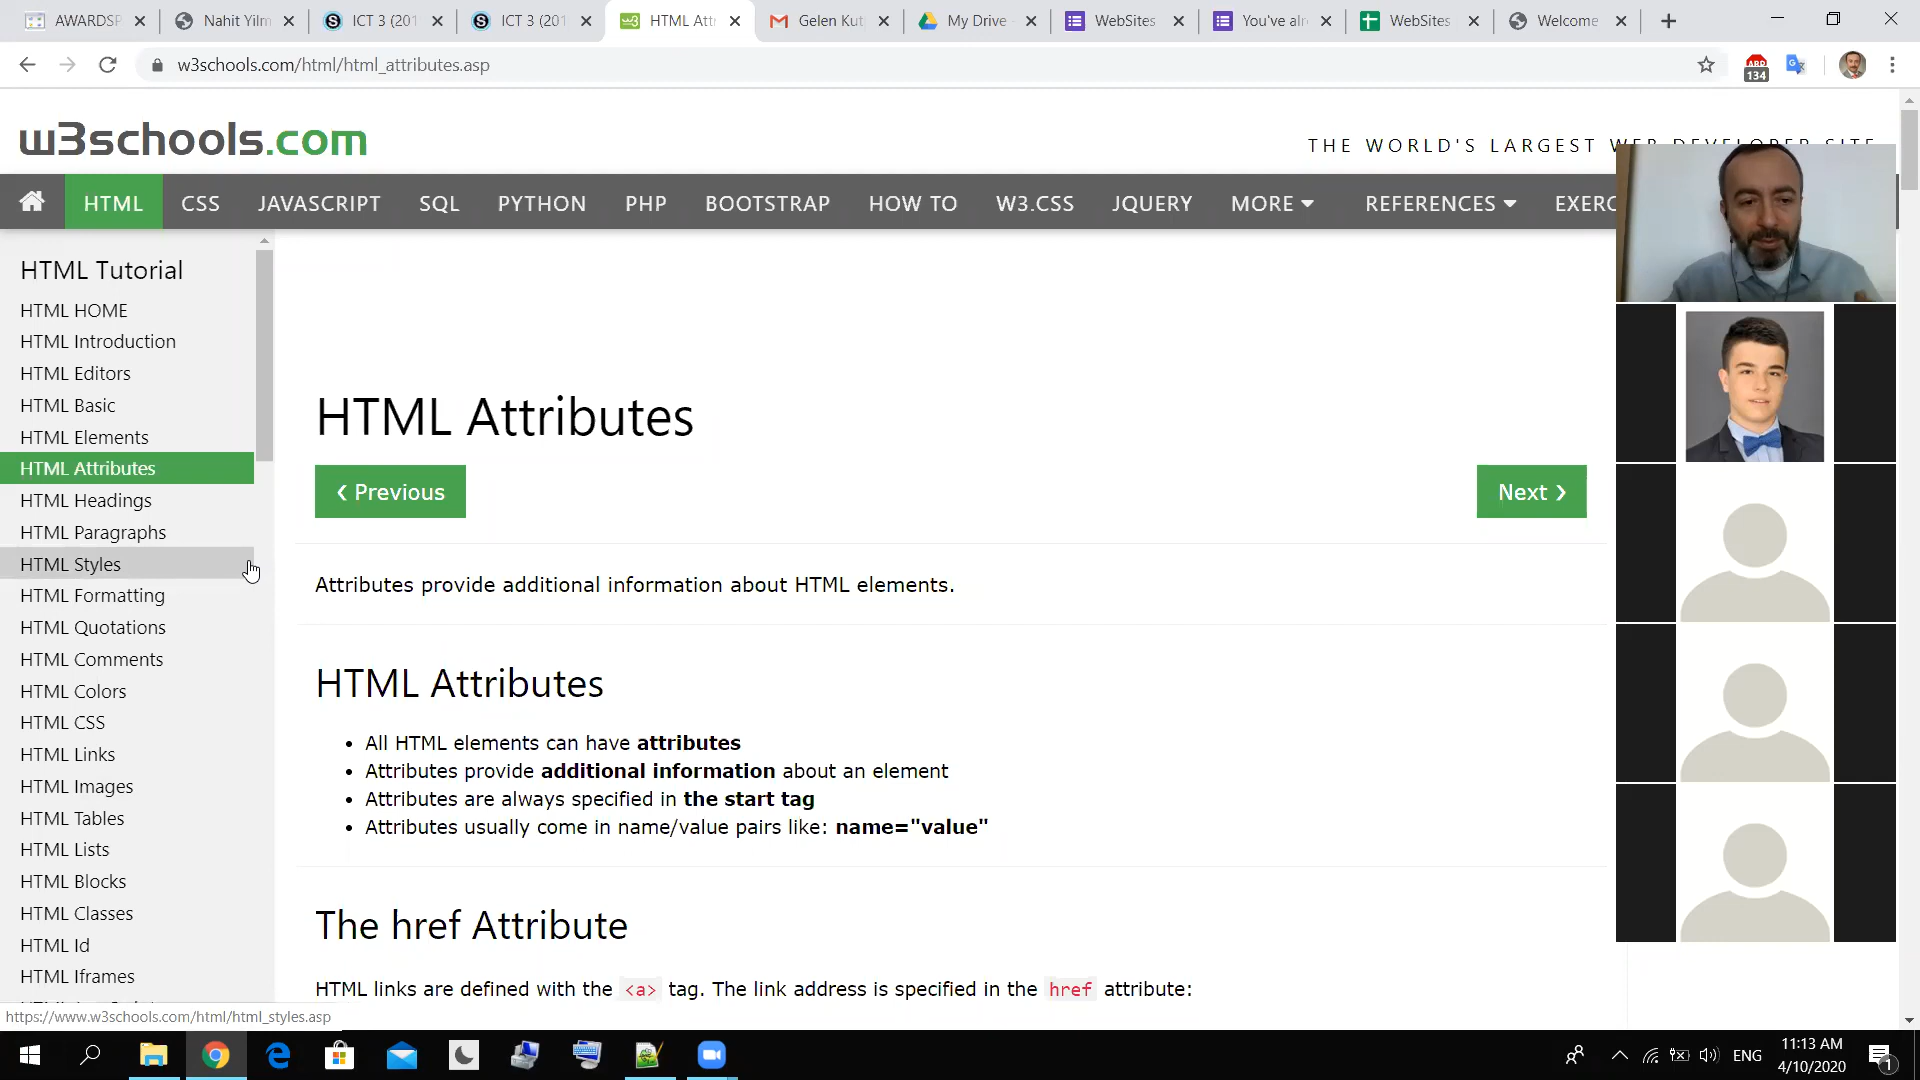 AWARDSF
Nahit Yilm
ICT 3 (201
ICT 3 (201
HTML Att
Gelen Kut
My Drive -
WebSites
You've alr
WebSites
Welcome
w3schools.com/html/html_attributes.asp
ABP
134
w3schools.com
THE WORLD'S LARGEST WEB DEVELOPER SITE
HTML
CSS
JAVASCRIPT
SQL
PYTHON
PHP
BOOTSTRAP
HOW TO
W3.CSS
JQUERY
MORE
REFERENCES
EXERC
HTML Tutorial
HTML HOME
HTML Introduction
HTML Editors
HTML Basic
HTML Elements
HTML Attributes
HTML Headings
HTML Paragraphs
HTML Styles
HTML Formatting
HTML Quotations
HTML Comments
HTML Colors
HTML CSS
HTML Links
HTML Images
HTML Tables
HTML Lists
HTML Blocks
HTML Classes
HTML Id
HTML Iframes
HTML Attributes
❮ Previous
Next ❯
Attributes provide additional information about HTML elements.
HTML Attributes
• All HTML elements can have attributes
• Attributes provide additional information about an element
• Attributes are always specified in the start tag
• Attributes usually come in name/value pairs like: name="value"
The href Attribute
HTML links are defined with the <a> tag. The link address is specified in the href attribute:
https://www.w3schools.com/html/html_styles.asp
ENG
11:13 AM
4/10/2020
1